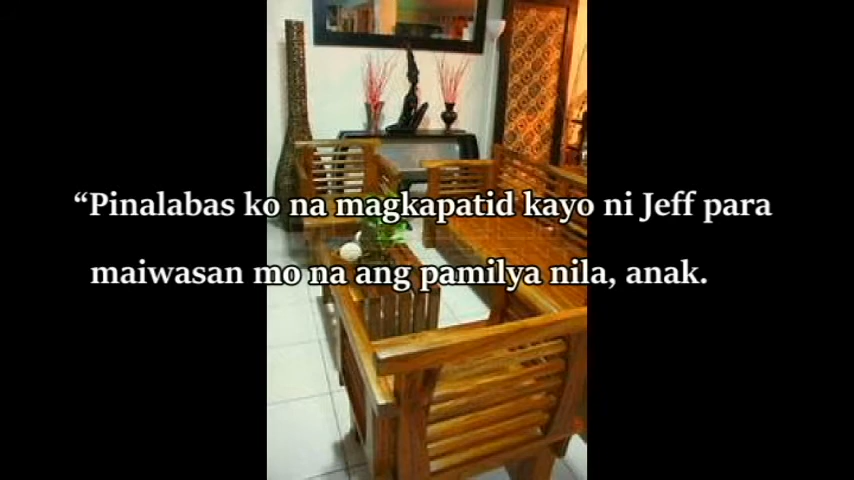 “Pinalabas ko na magkapatid kayo ni Jeff para
maiwasan mo na ang pamilya nila, anak.